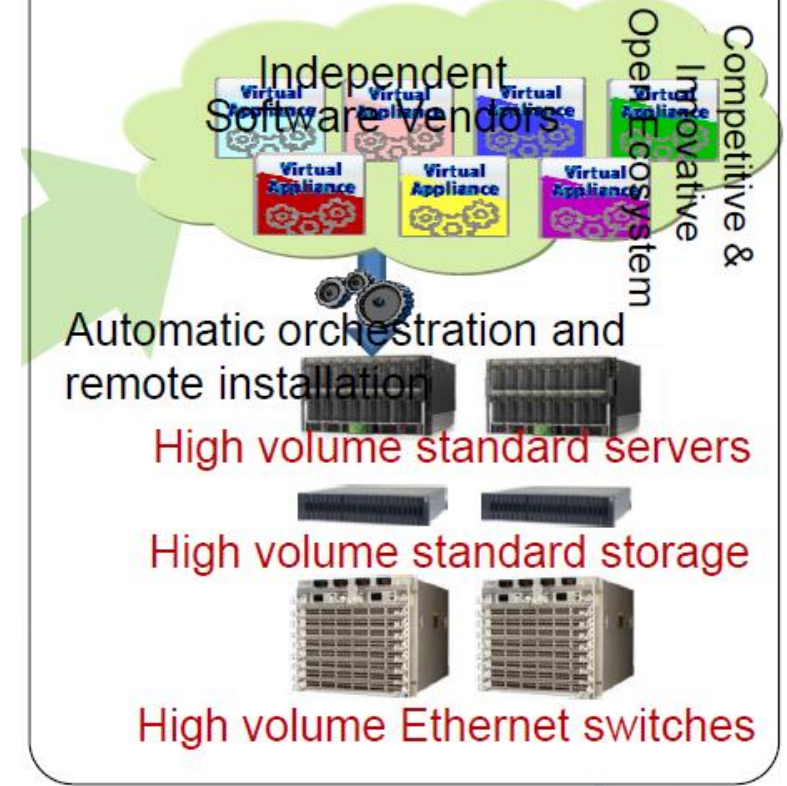 Independent
Software Vendors
Virtual
Appliance
Virtual
Appliance
Virtual
Appliance
Virtual
Appliance
Virtual
Appliance
Virtual
Appliance
Virtual
Appliance
Competitive &
Innovative
Open Ecosystem
Automatic orchestration and
remote installation
High volume standard servers
High volume standard storage
High volume Ethernet switches